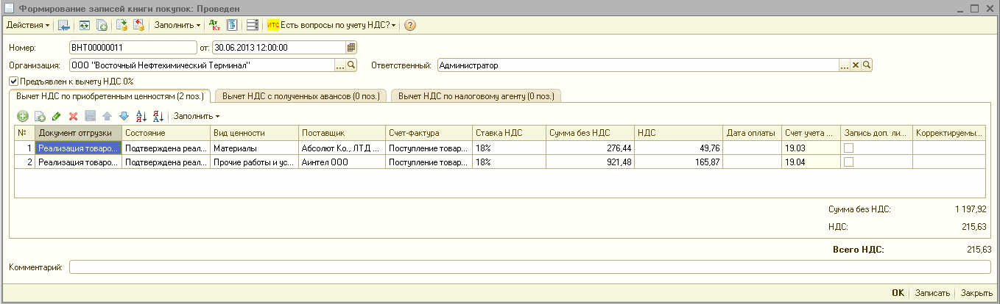 Формирование записей книги покупок: Проведен
Действия Заполнить Дт Кт ИТС Есть вопросы по учету НДС? ?
Номер: ВНТ00000011 от: 30.06.2013 12:00:00
Организация: ООО "Восточный Нефтехимический Терминал" ... Ответственный: Администратор ...
Предъявлен к вычету НДС 0%
Вычет НДС по приобретенным ценностям (2 поз.) Вычет НДС с полученных авансов (0 поз.) Вычет НДС по налоговому агенту (0 поз.)
А Я Я А Заполнить
№ Документ отгрузки Состояние Вид ценности Поставщик Счет-Фактура Ставка НДС Сумма без НДС НДС Дата оплаты Счет учета ... Запись доп. ли... Корректируемы...
1 Реализация товаро... Подтверждена реал... Материалы Абсолют Ко., ЛТД ... Поступление товар... 18% 276,44 49,76 19.03
2 Реализация товаро... Подтверждена реал... Прочие работы и ус... Аинтел ООО Поступление товар... 18% 921,48 165,87 19.04
Сумма без НДС: 1 197,92
НДС: 215,63
Всего НДС: 215,63
Комментарий:
OK Записать Закрыть